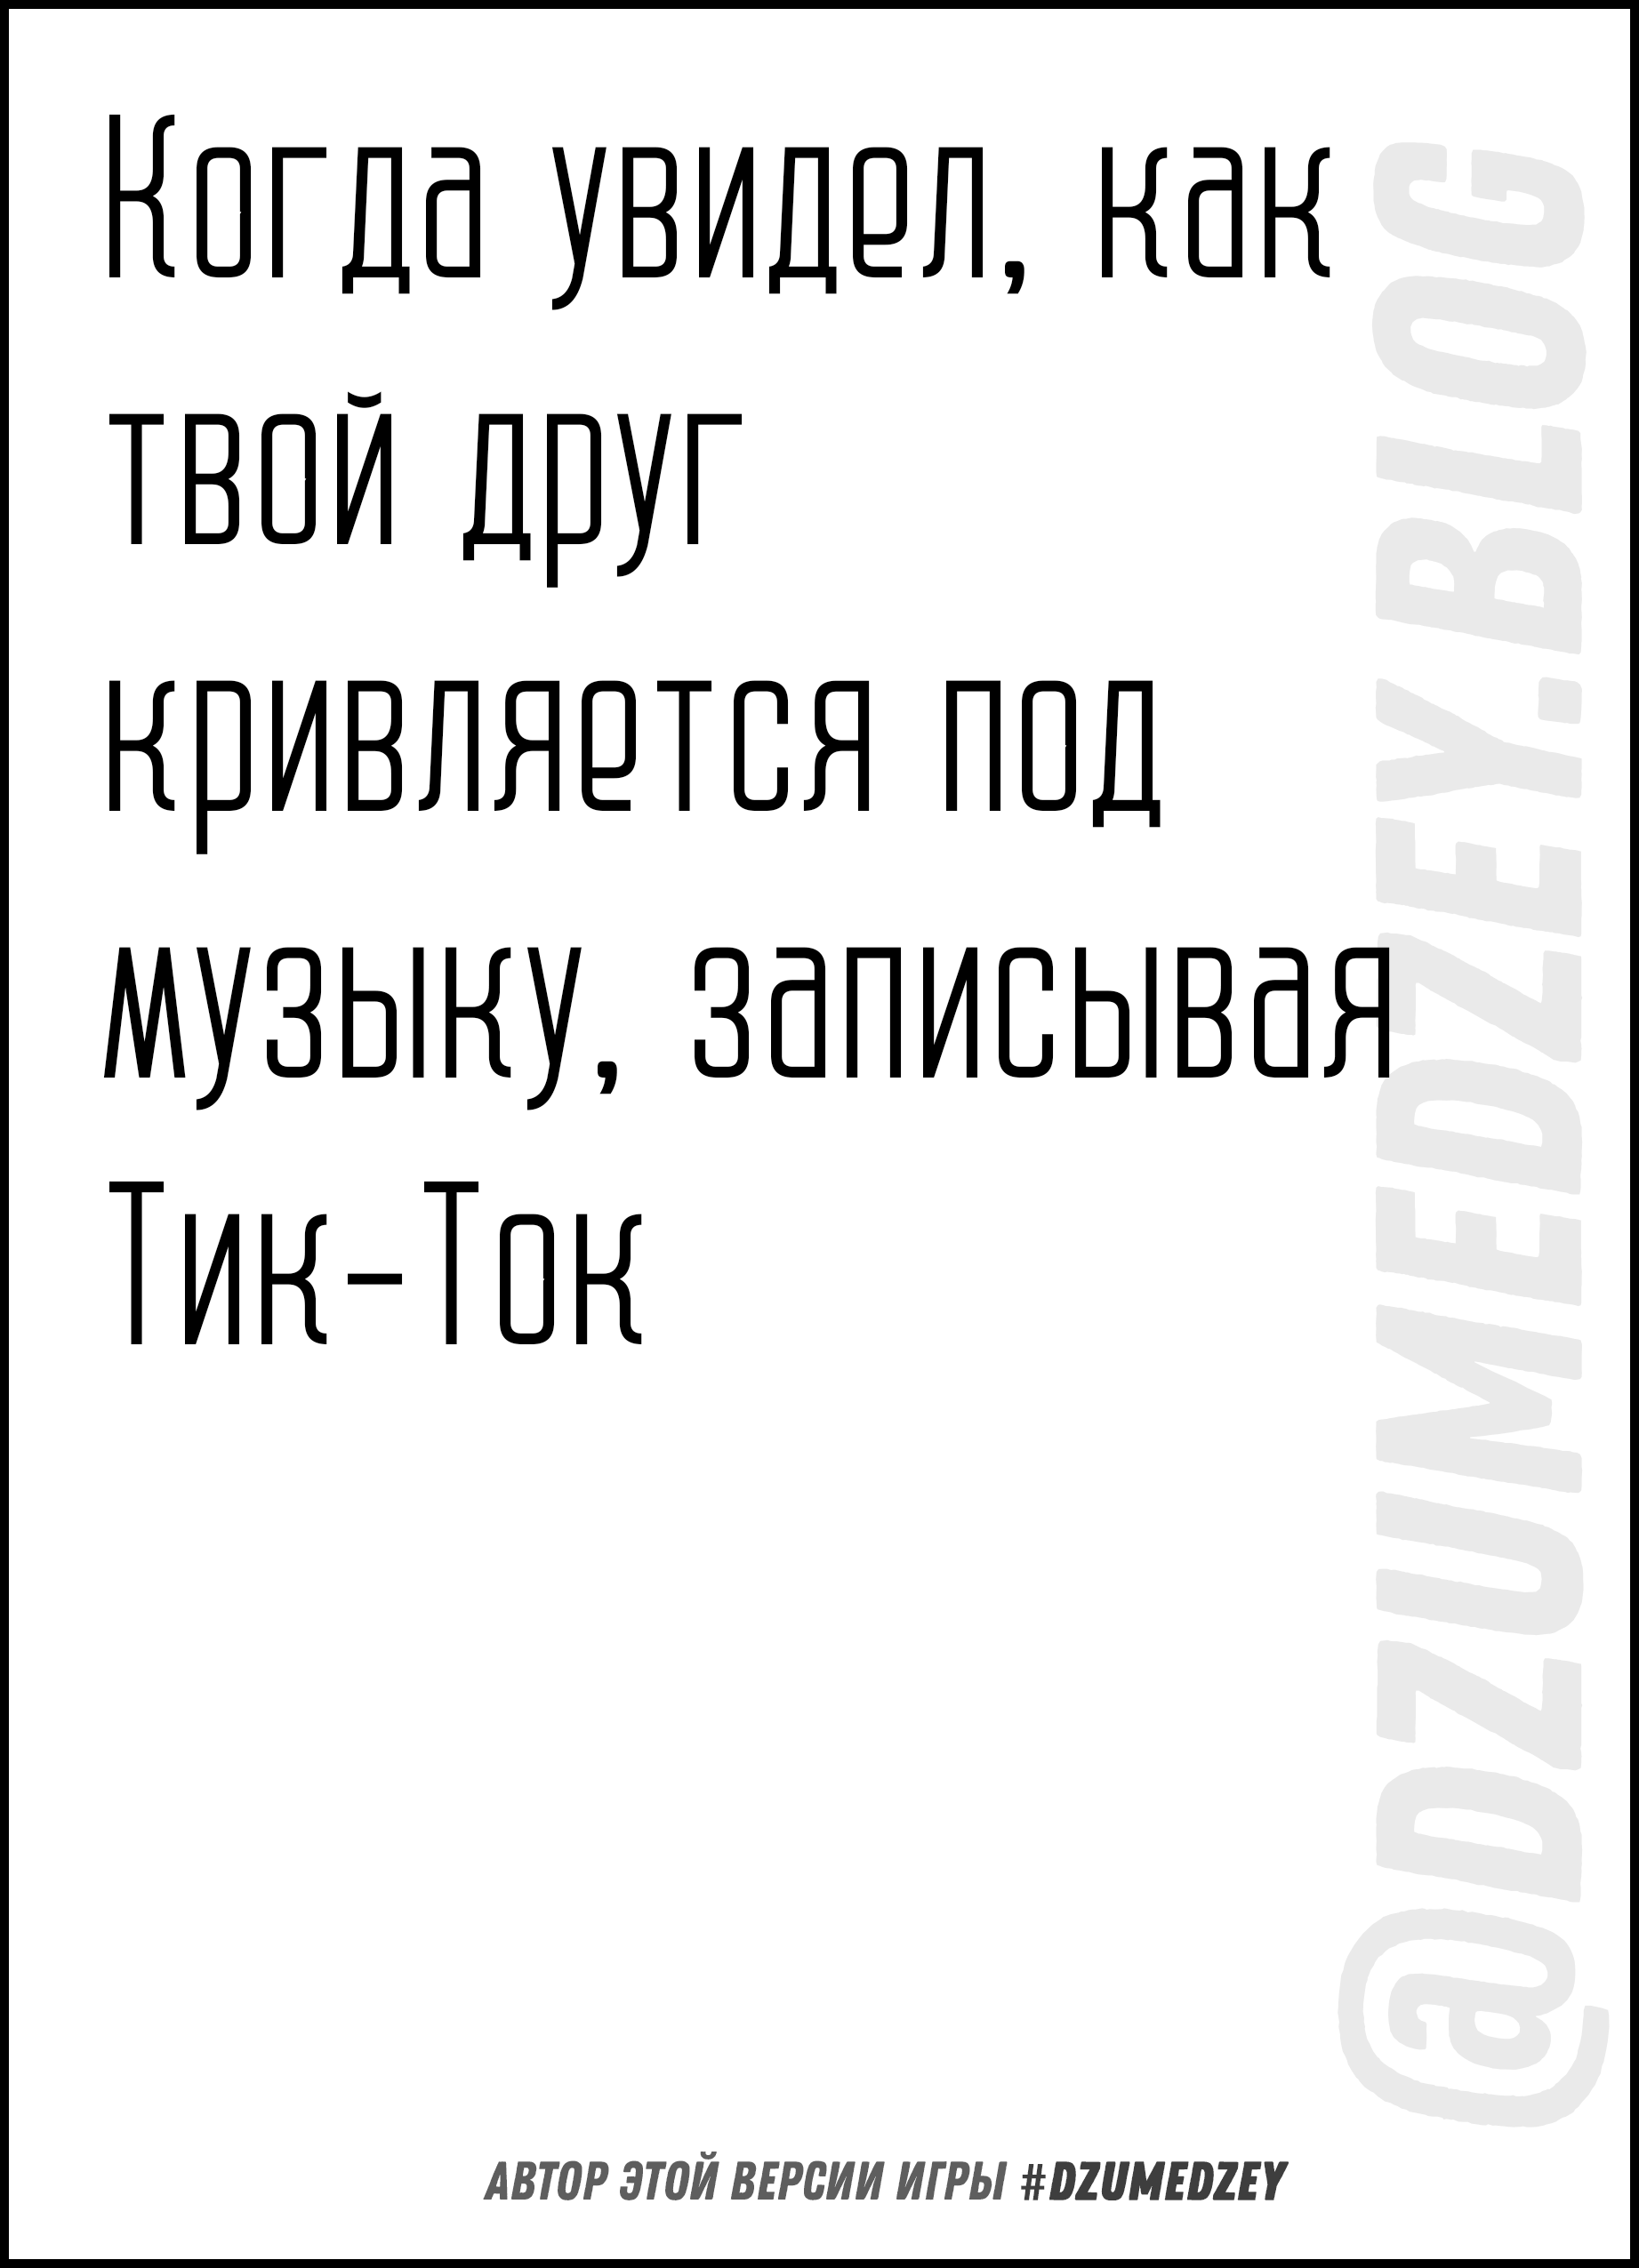 Когда увидел, как
твой друг
кривляется под
музыку, записывая
Тик-Ток
@DZUMEDZEY.BLOG
АВТОР ЭТОЙ ВЕРСИИ ИГРЫ #DZUMEDZEY